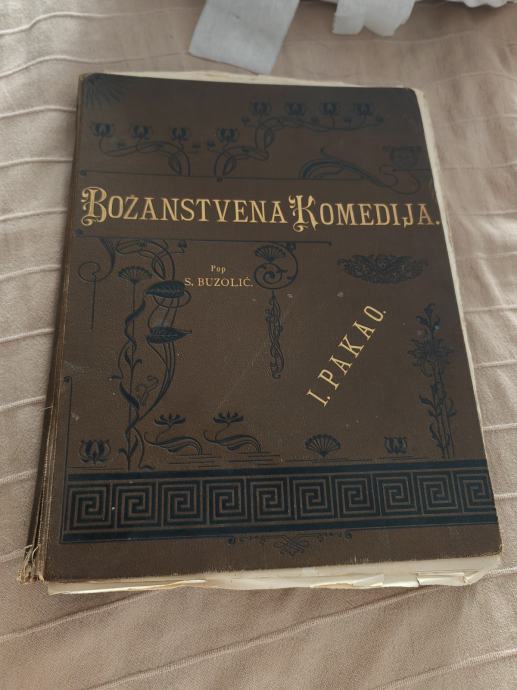 BOŽANSTVENA KOMEDIJA.
Pop
S. BUZOLIĆ.
I. PAKAO.